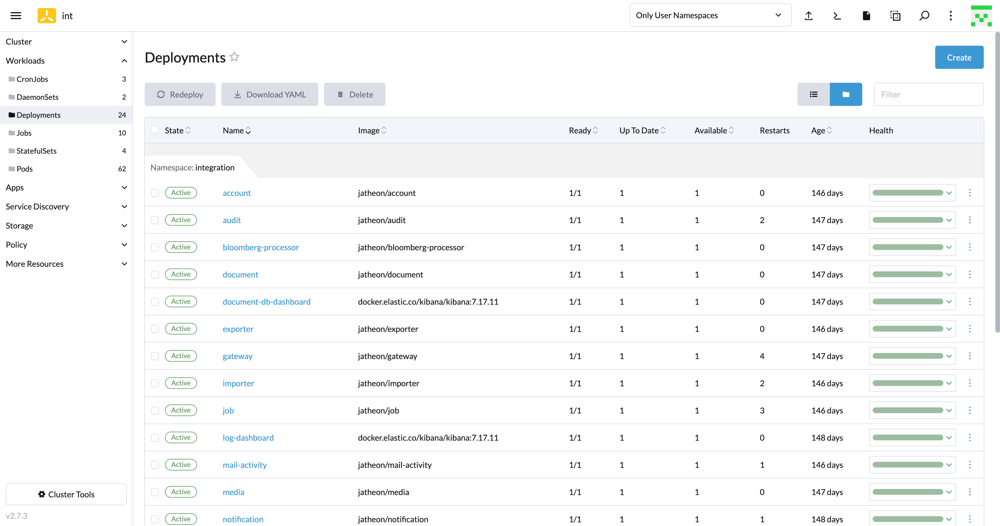 int
Only User Namespaces
Cluster
Workloads
CronJobs 3
DaemonSets 2
Deployments 24
Jobs 10
StatefulSets 4
Pods 62
Apps
Service Discovery
Storage
Policy
More Resources
Cluster Tools
v2.7.3
Deployments
Create
Redeploy Download YAML Delete
Filter
State Name Image Ready Up To Date Available Restarts Age Health
Namespace: integration
Active account jatheon/account 1/1 1 1 0 146 days
Active audit jatheon/audit 1/1 1 1 2 147 days
Active bloomberg-processor jatheon/bloomberg-processor 1/1 1 1 0 147 days
Active document jatheon/document 1/1 1 1 0 147 days
Active document-db-dashboard docker.elastic.co/kibana/kibana:7.17.11 1/1 1 1 0 147 days
Active exporter jatheon/exporter 1/1 1 1 0 146 days
Active gateway jatheon/gateway 1/1 1 1 4 147 days
Active importer jatheon/importer 1/1 1 1 2 146 days
Active job jatheon/job 1/1 1 1 3 146 days
Active log-dashboard docker.elastic.co/kibana/kibana:7.17.11 1/1 1 1 0 148 days
Active mail-activity jatheon/mail-activity 1/1 1 1 1 146 days
Active media jatheon/media 1/1 1 1 0 147 days
Active notification jatheon/notification 1/1 1 1 1 148 days